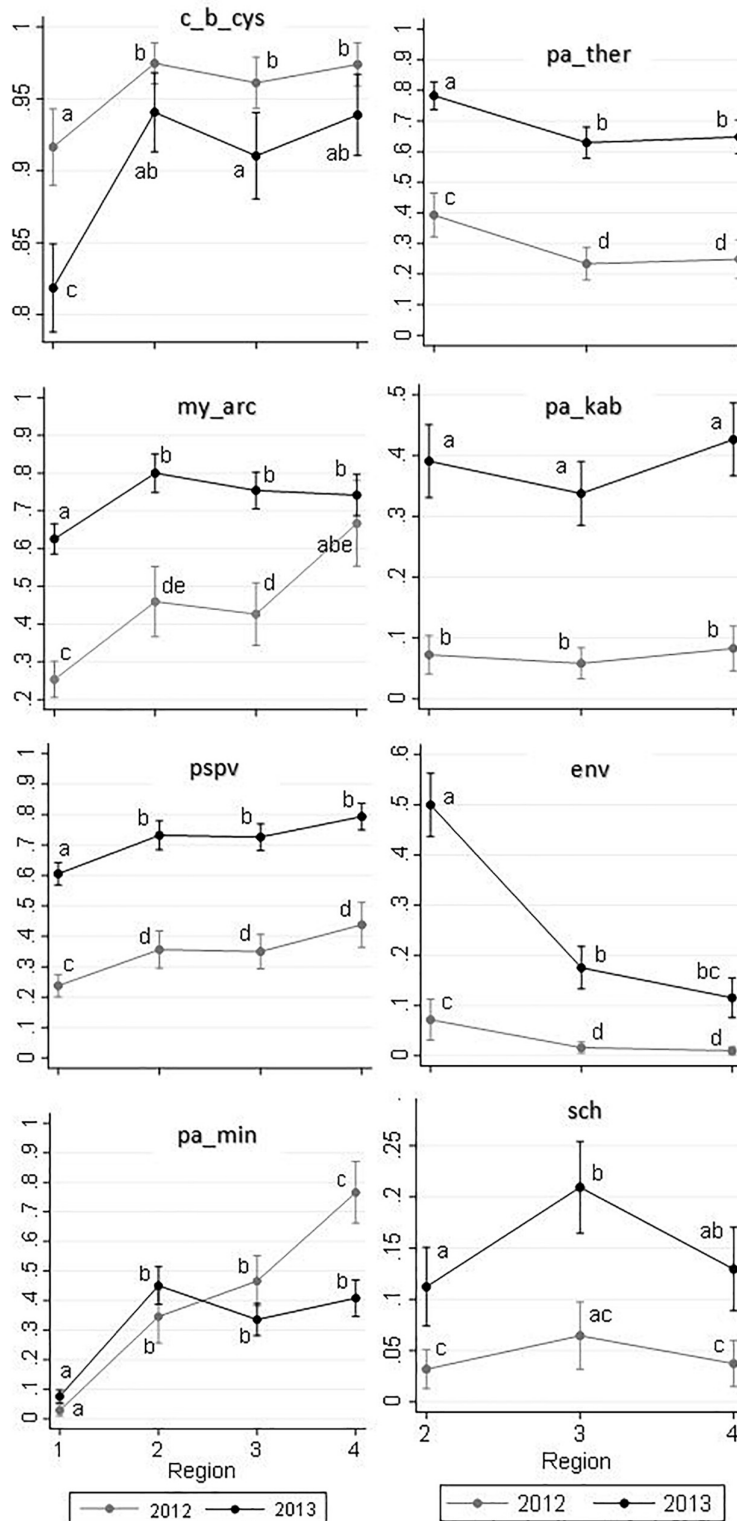 c_b_cys
1
.95
.9
.85
.8
a
b
b
b
c
ab
a
ab
pa_ther
1
.9
.8
.7
.6
.5
.4
.3
.2
.1
0
a
b
b
c
d
d
my_arc
1
.9
.8
.7
.6
.5
.4
.3
.2
a
b
b
b
c
de
d
abe
pa_kab
.5
.4
.3
.2
.1
0
a
a
a
b
b
b
pspv
1
.9
.8
.7
.6
.5
.4
.3
.2
.1
0
a
b
b
b
c
d
d
d
env
.6
.5
.4
.3
.2
.1
0
a
b
bc
c
d
d
pa_min
1
.9
.8
.7
.6
.5
.4
.3
.2
.1
0
a
b
b
c
a
b
b
b
1 2 3 4
Region
2012 2013
sch
.25
.2
.15
.1
.05
0
a
b
ab
c
ac
c
2 3 4
Region
2012 2013